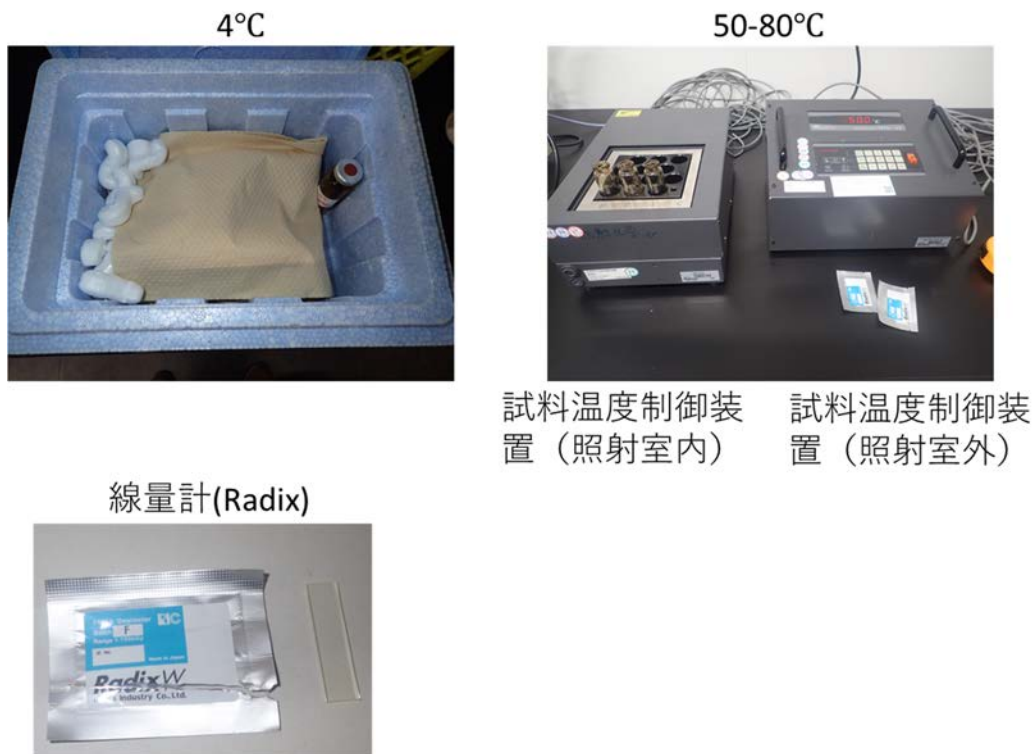 4℃
50-80℃
試料温度制御装
置（照射室内）
試料温度制御装
置（照射室外）
線量計(Radix)
F
Made in Japan
RadixW
Industry Co.,Ltd.